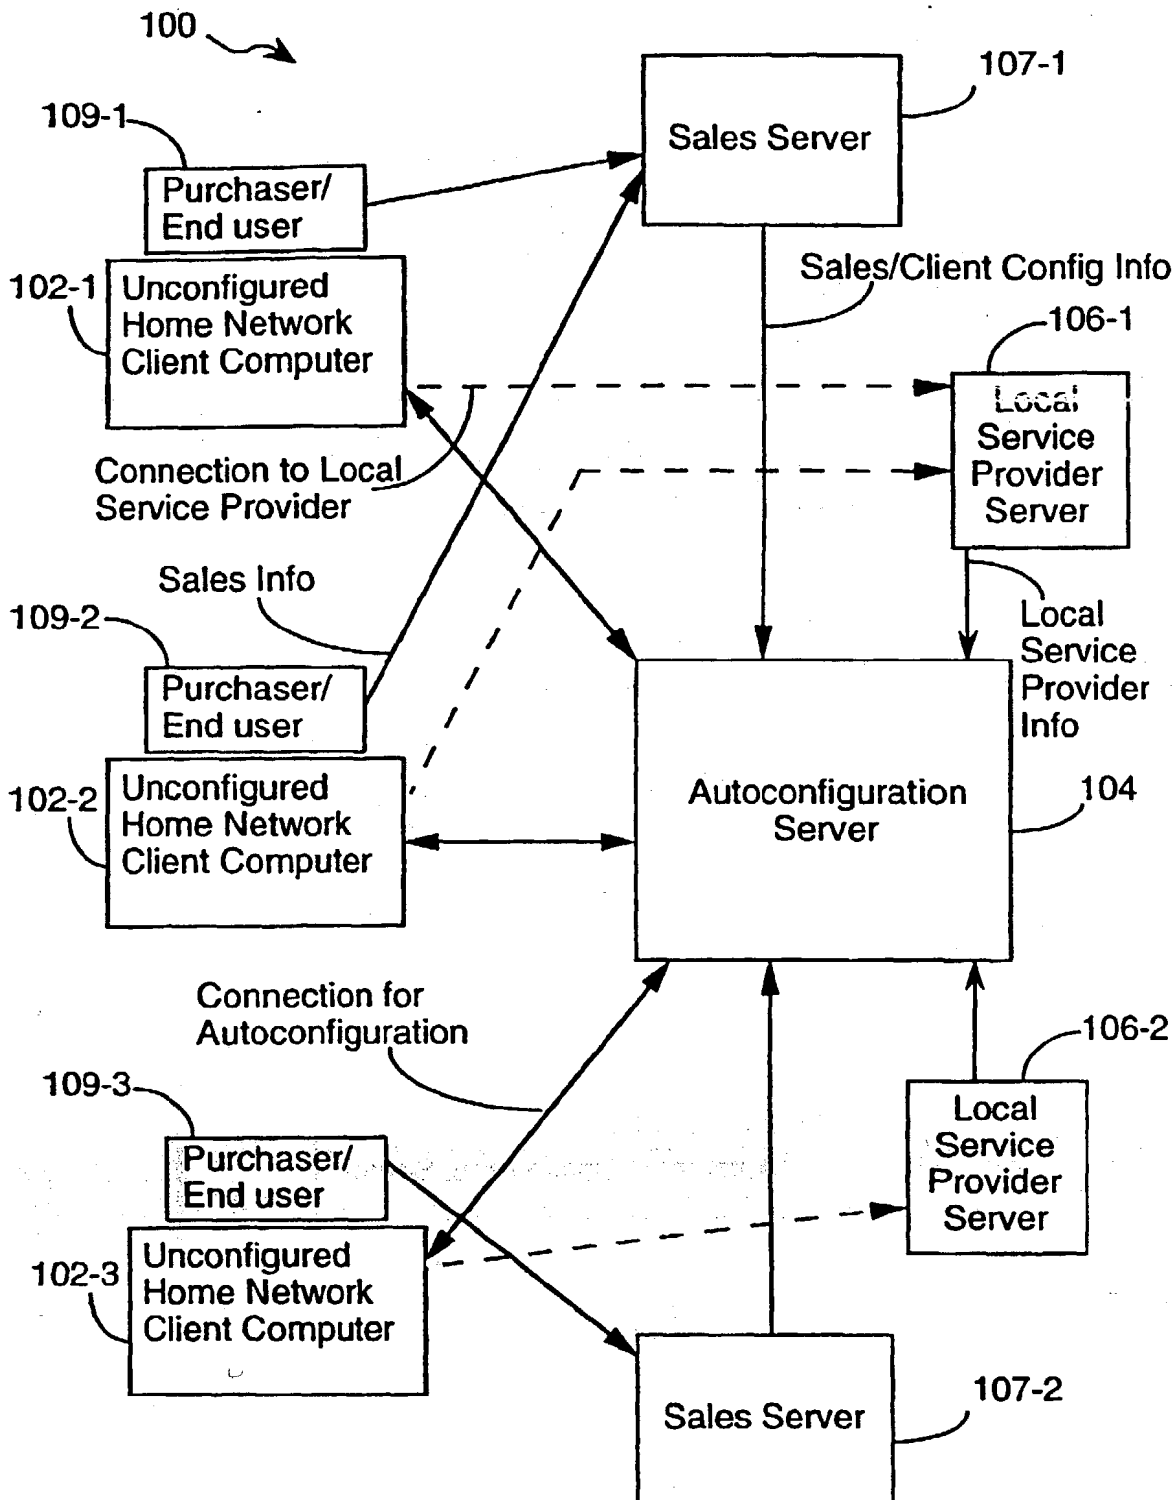 100
107-1
109-1
Sales Server
Purchaser/
End user
Sales/Client Config Info
102-1
Unconfigured
Home Network
Client Computer
106-1
Local
Service
Provider
Server
Connection to Local
Service Provider
Sales Info
109-2
Local
Service
Provider
Info
Purchaser/
End user
102-2
Unconfigured
Home Network
Client Computer
Autoconfiguration
Server
104
Connection for
Autoconfiguration
106-2
109-3
Local
Service
Provider
Server
Purchaser/
End user
102-3
Unconfigured
Home Network
Client Computer
107-2
Sales Server